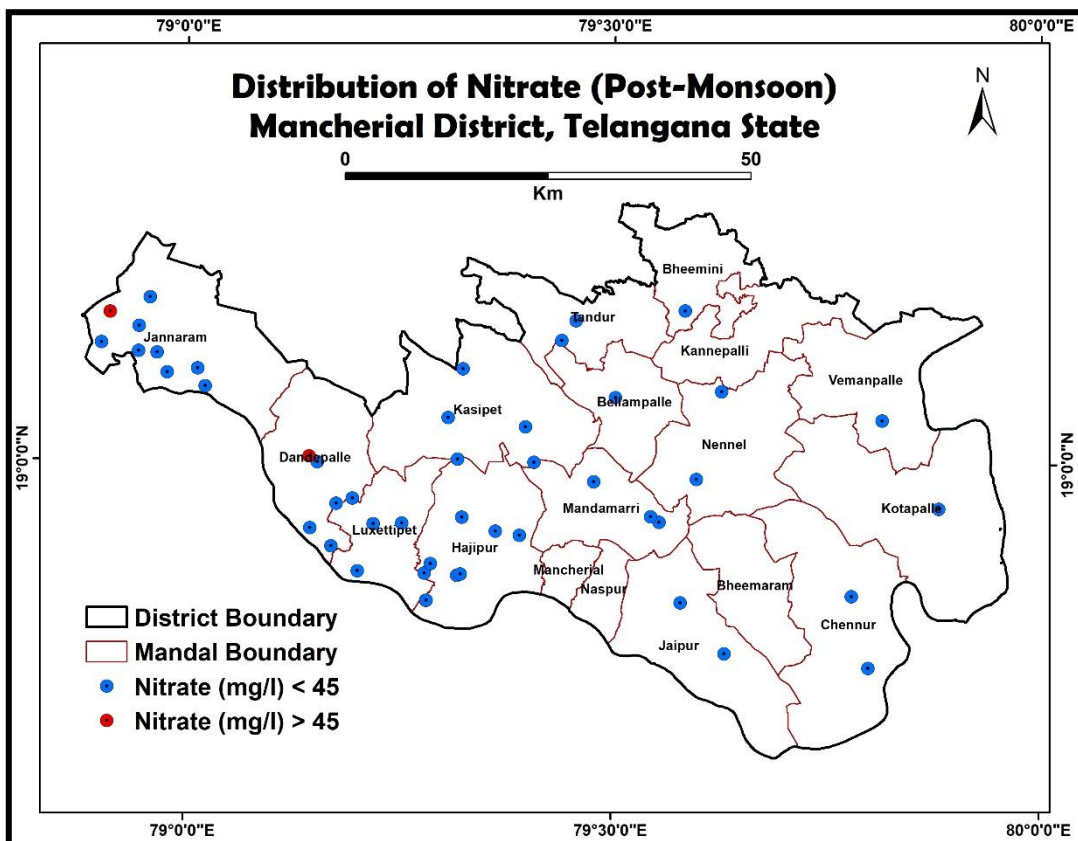 79°0'0"E 79°30'0"E 80°0'0"E
Distribution of Nitrate (Post-Monsoon)
Mancherial District, Telangana State
N
0 50
Km
Bheemini
Tandur
Jannaram
Kannepalli
Vemanpalle
Bellampalle
Kasipet
Nennel
19°0'0"N
Dandepalle
19°0'0"N
Mandamarri
Kotapalle
Luxettipet
Hajipur
Mancherial
Naspur
Bheemaram
Chennur
Jaipur
District Boundary
Mandal Boundary
Nitrate (mg/l) < 45
Nitrate (mg/l) > 45
79°0'0"E 79°30'0"E 80°0'0"E